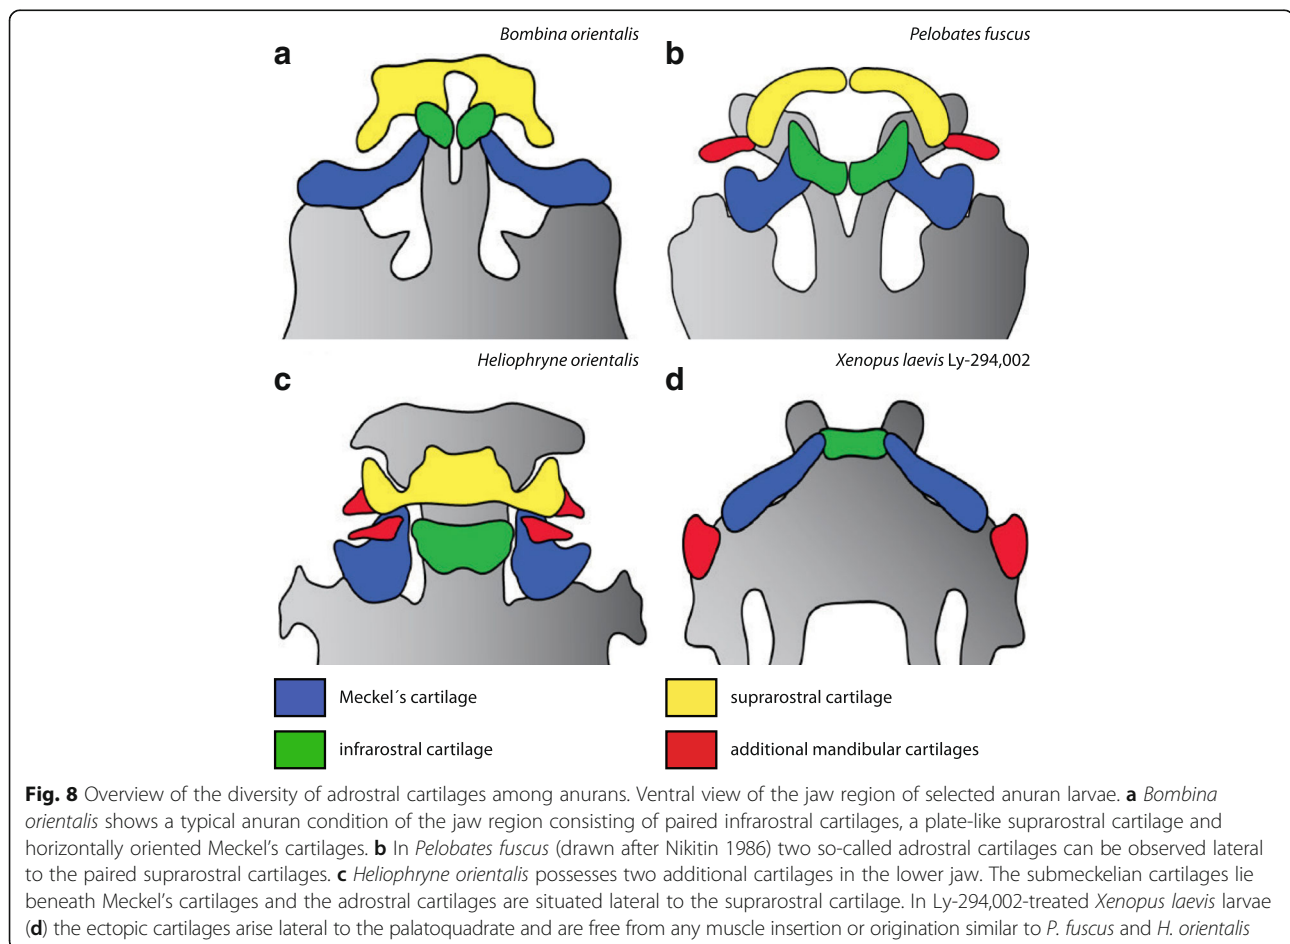 Bombina orientalis
a
Pelobates fuscus
b
Heliophryne orientalis
c
Xenopus laevis Ly-294,002
d
Meckel´s cartilage
suprarostral cartilage
infrarostral cartilage
additional mandibular cartilages
Fig. 8 Overview of the diversity of adrostral cartilages among anurans. Ventral view of the jaw region of selected anuran larvae. a Bombina
orientalis shows a typical anuran condition of the jaw region consisting of paired infrarostral cartilages, a plate-like suprarostral cartilage and
horizontally oriented Meckel's cartilages. b In Pelobates fuscus (drawn after Nikitin 1986) two so-called adrostral cartilages can be observed lateral
to the paired suprarostral cartilages. c Heliophryne orientalis possesses two additional cartilages in the lower jaw. The submeckelian cartilages lie
beneath Meckel's cartilages and the adrostral cartilages are situated lateral to the suprarostral cartilage. In Ly-294,002-treated Xenopus laevis larvae
(d) the ectopic cartilages arise lateral to the palatoquadrate and are free from any muscle insertion or origination similar to P. fuscus and H. orientalis